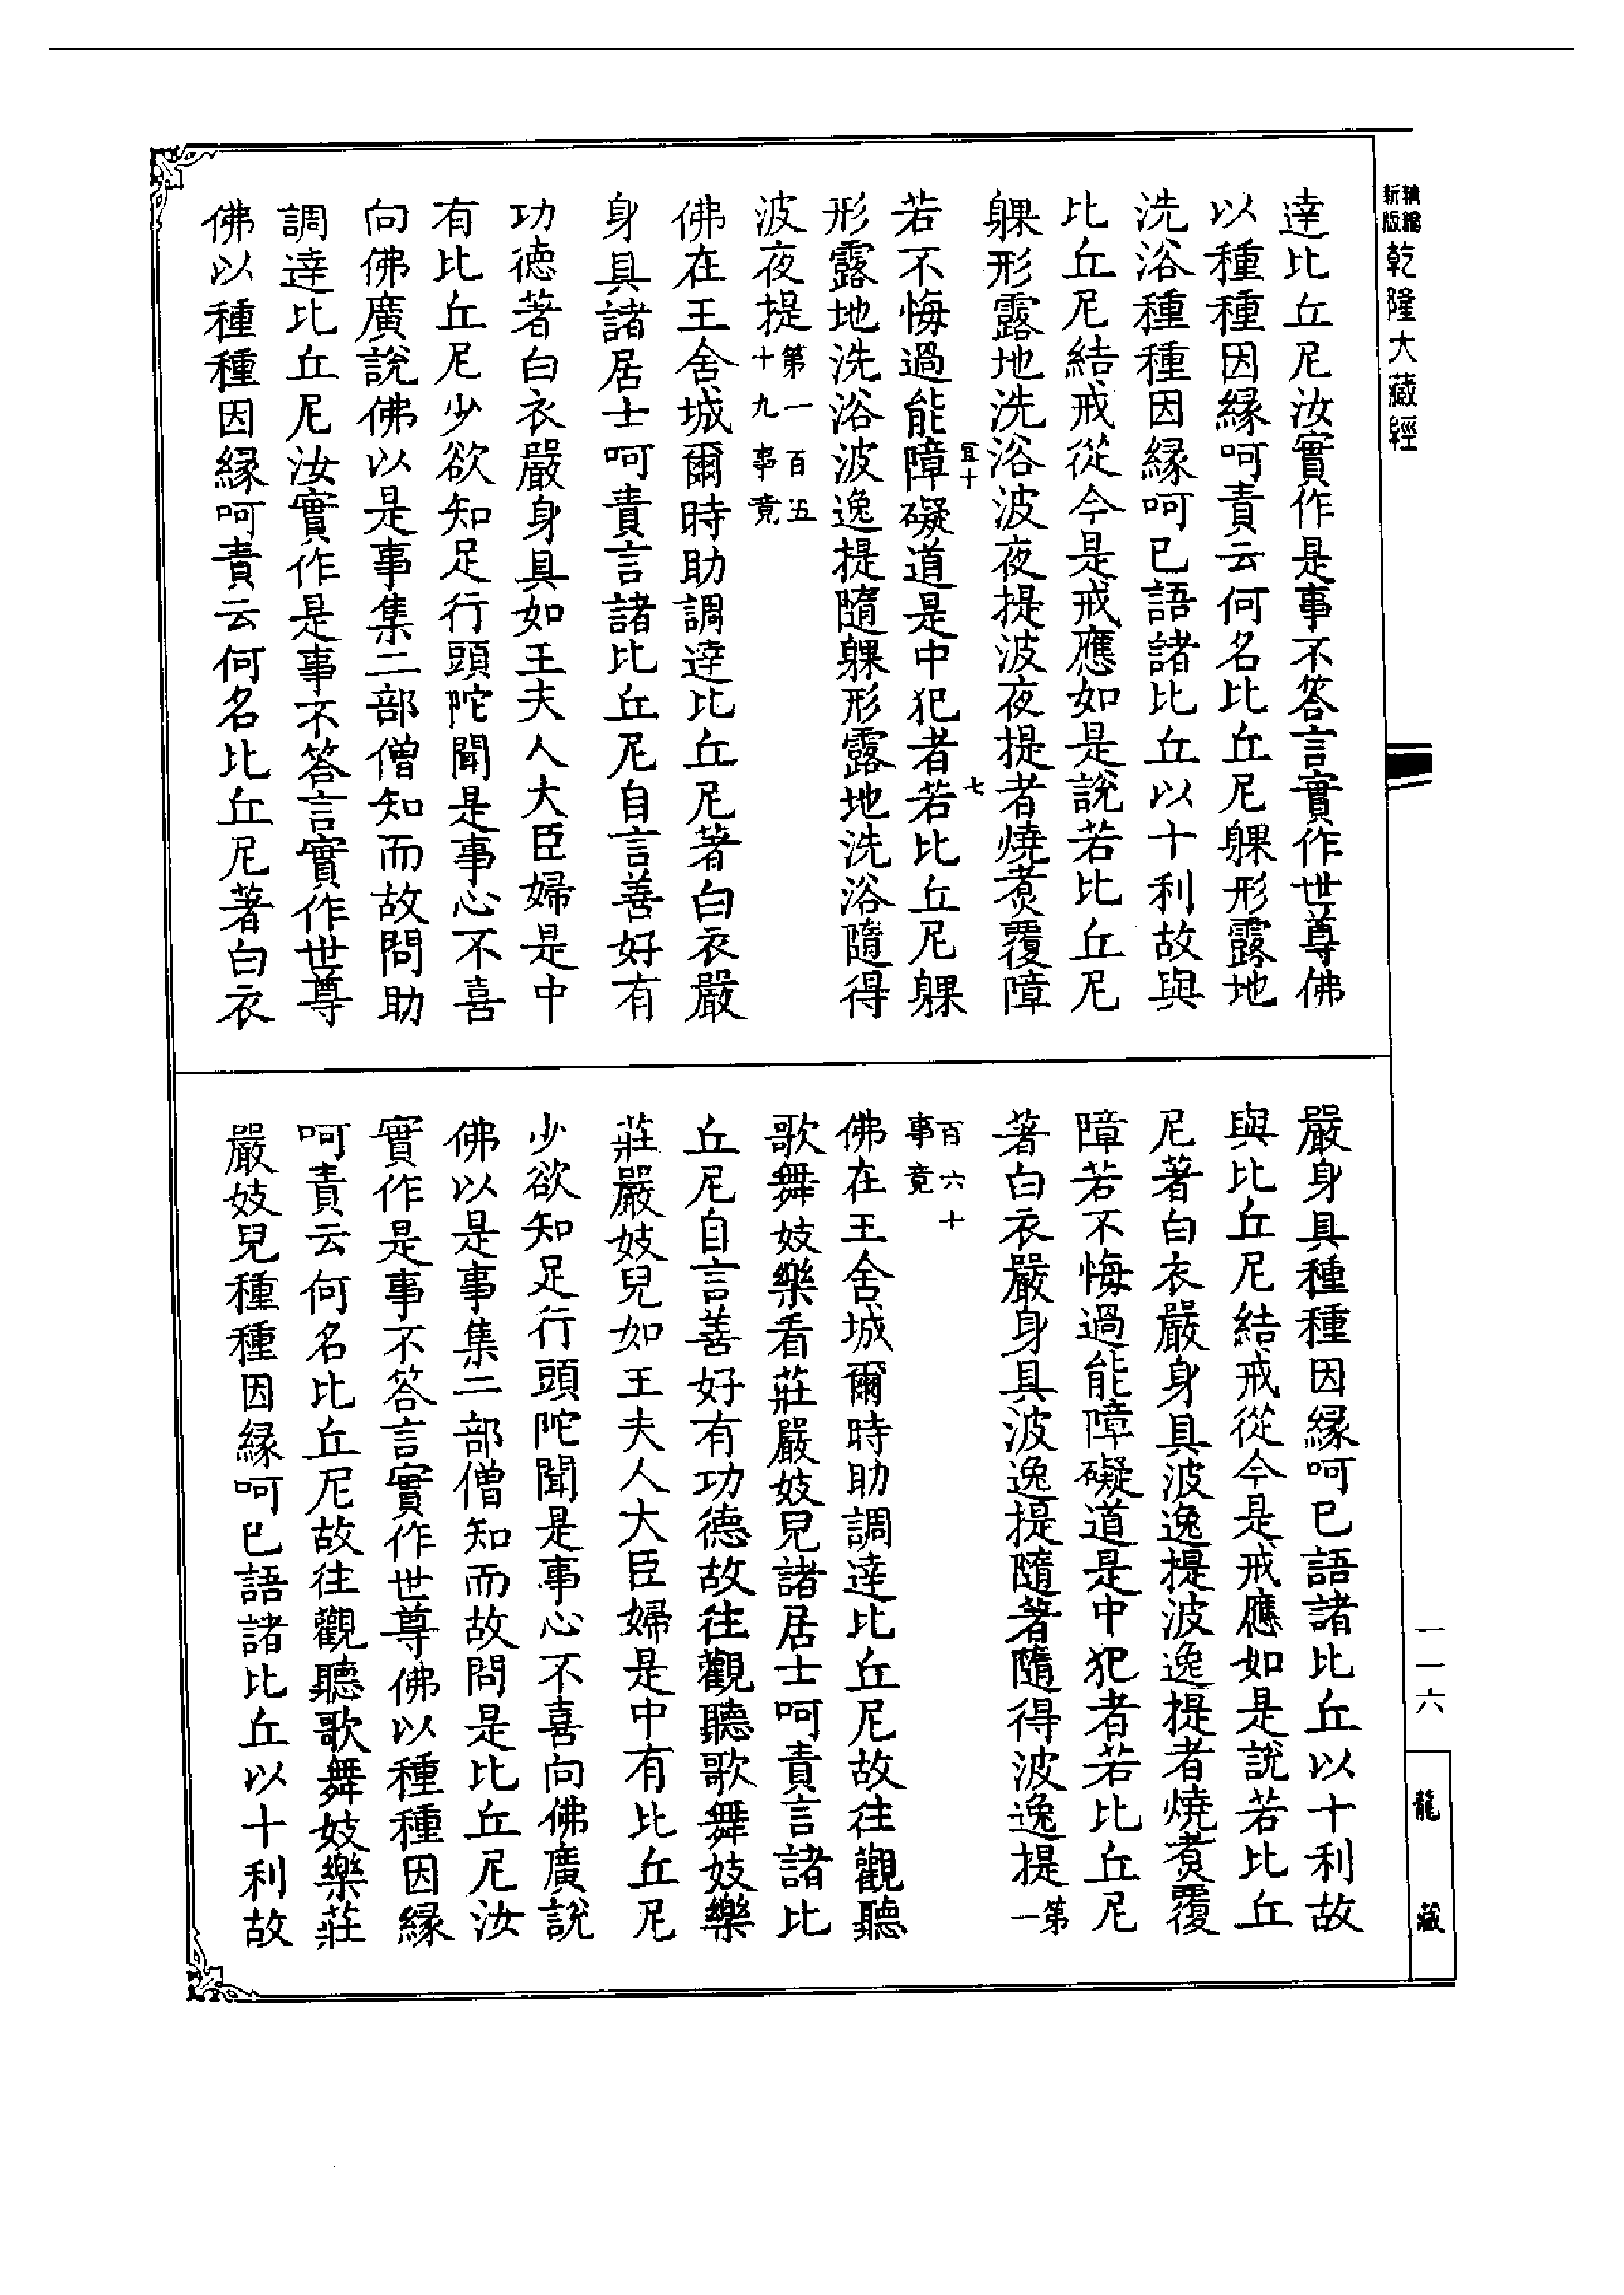 新編縮版 乾隆大藏經
達比丘尼汝實作是事不答言實作世尊佛
以種種因緣呵責云何名比丘尼躶形露地
洗浴種種因緣呵已語諸比丘以十利故與
比丘尼結戒從今是戒應如是說若比丘尼
躶形露地洗浴波夜提波夜提者燒煑覆障
若不悔過能障礙道是中犯者若比丘尼躶
形露地洗浴波逸提隨躶形露地洗浴隨得
波夜提第一百五十九事竟
佛在王舍城爾時助調達比丘尼著白衣嚴
身具諸居士呵責言諸比丘尼自言善好有
功德著白衣嚴身具如王夫人大臣婦是中
有比丘尼少欲知足行頭陀聞是事心不喜
向佛廣說佛以是事集二部僧知而故問助
調達比丘尼汝實作是事不答言實作世尊
佛以種種因緣呵責云何名比丘尼著白衣
嚴身具種種因緣呵已語諸比丘以十利故
與比丘尼結戒從今是戒應如是說若比丘
尼著白衣嚴身具波逸提波逸提者燒煑覆
障若不悔過能障礙道是中犯者若比丘尼
著白衣嚴身具波逸提隨著隨得波逸提第一
百六十事竟
佛在王舍城爾時助調達比丘尼故往觀聽
歌舞妓樂看莊嚴妓兒諸居士呵責言諸比
丘尼自言善好有功德故往觀聽歌舞妓樂
莊嚴妓兒如王夫人大臣婦是中有比丘尼
少欲知足行頭陀聞是事心不喜向佛廣說
佛以是事集二部僧知而故問是比丘尼汝
實作是事不答言實作世尊佛以種種因緣
呵責云何名比丘尼故往觀聽歌舞妓樂莊
嚴妓兒種種因緣呵已語諸比丘以十利故
一一六
龍藏